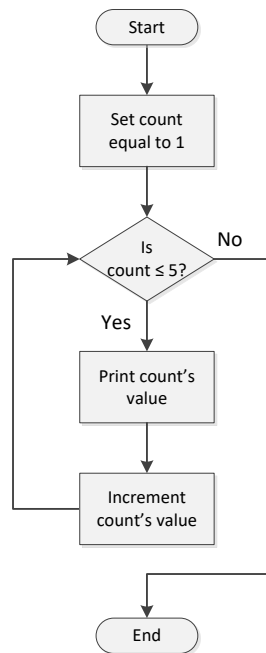 Start
Set count
equal to 1
Is
count ≤ 5?
No
Yes
Print count’s
value
Increment
count’s value
End